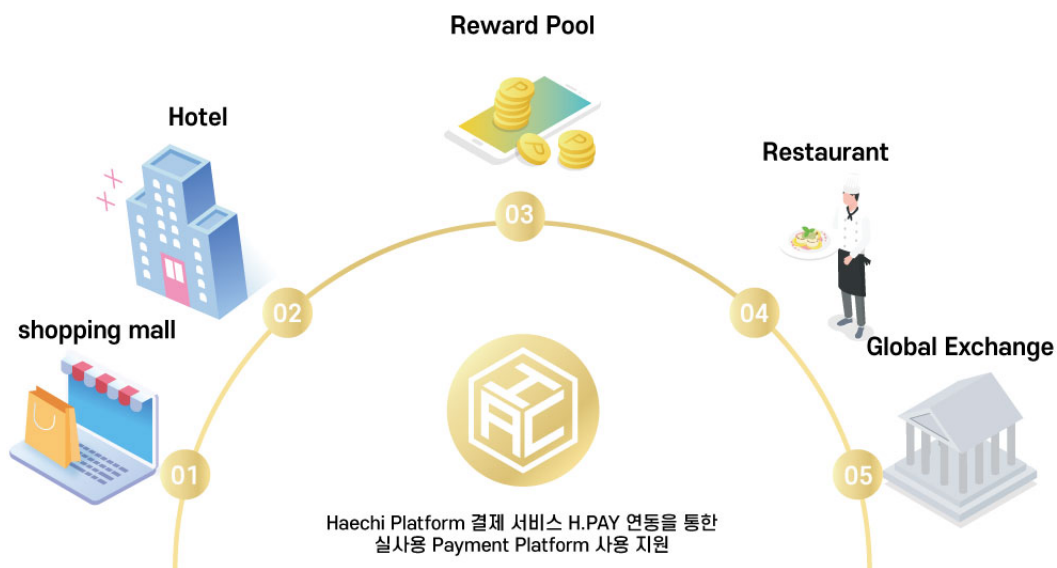 Reward Pool
Hotel
Restaurant
03
02
04
shopping mall
Global Exchange
HAC
01
05
P
P
P
Haechi Platform 결제 서비스 H.PAY 연동을 통한
실사용 Payment Platform 사용 지원